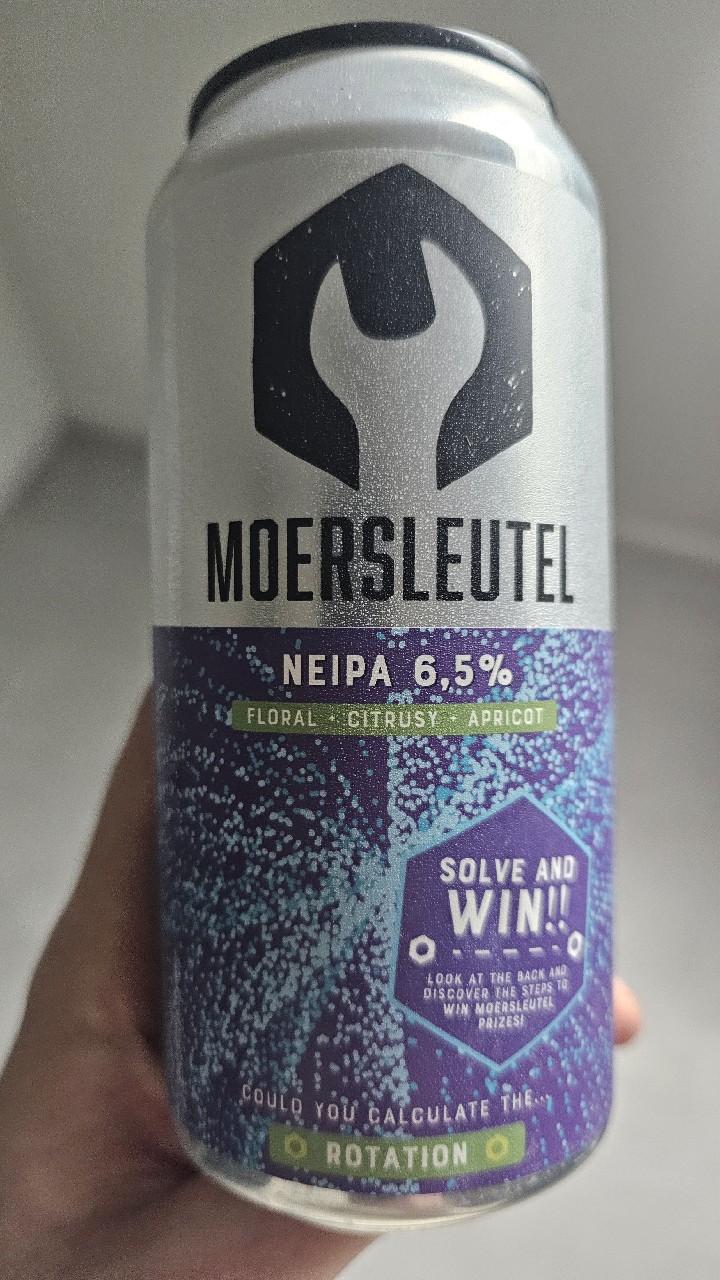 MOERSLEUTEL
NEIPA 6,5%
FLORAL • CITRUSY • APRICOT
SOLVE AND
WIN!!
LOOK AT THE BACK AND
DISCOVER THE STEPS TO
WIN MOERSLEUTEL
PRIZES!
COULD YOU CALCULATE THE...
ROTATION